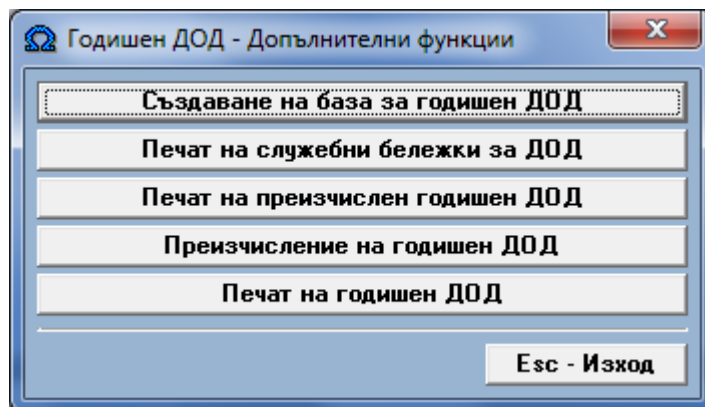 Годишен ДОД - Допълнителни функции
Създаване на база за годишен ДОД
Печат на служебни бележки за ДОД
Печат на преизчислен годишен ДОД
Преизчисление на годишен ДОД
Печат на годишен ДОД
Esc - Изход